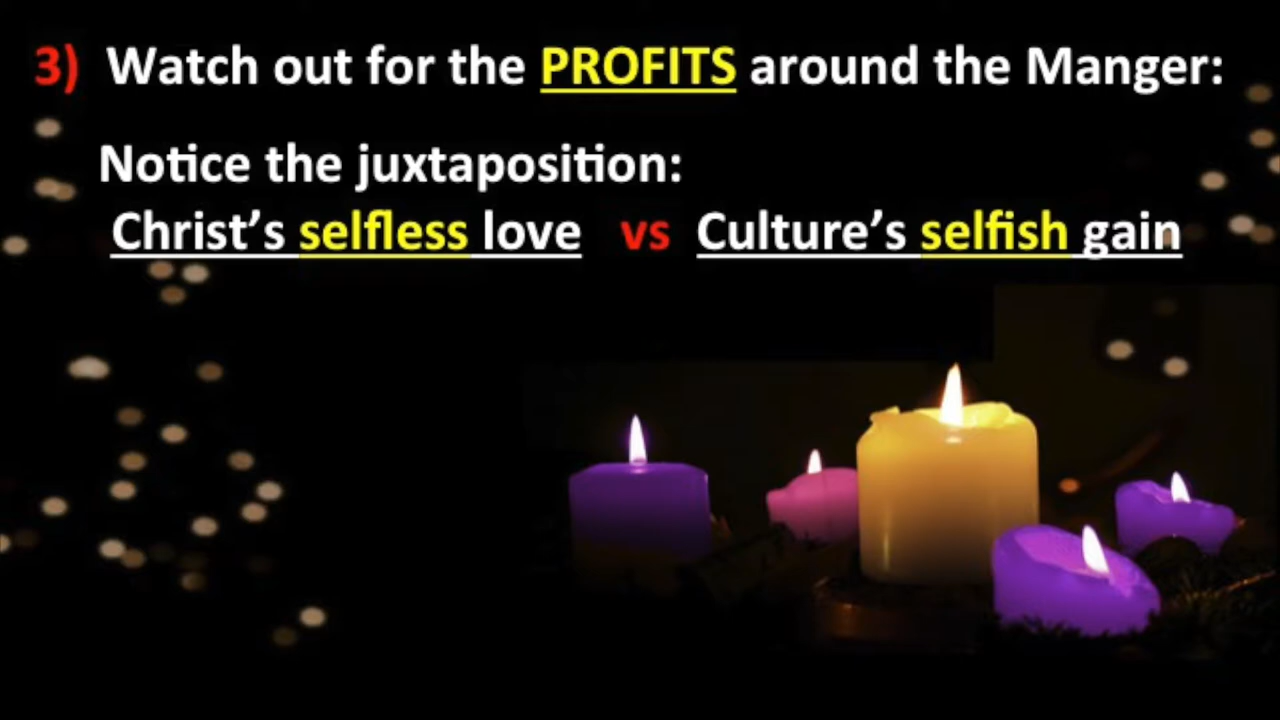 3) Watch out for the PROFITS around the Manger:
Notice the juxtaposition:
Christ’s selfless love vs Culture’s selfish gain